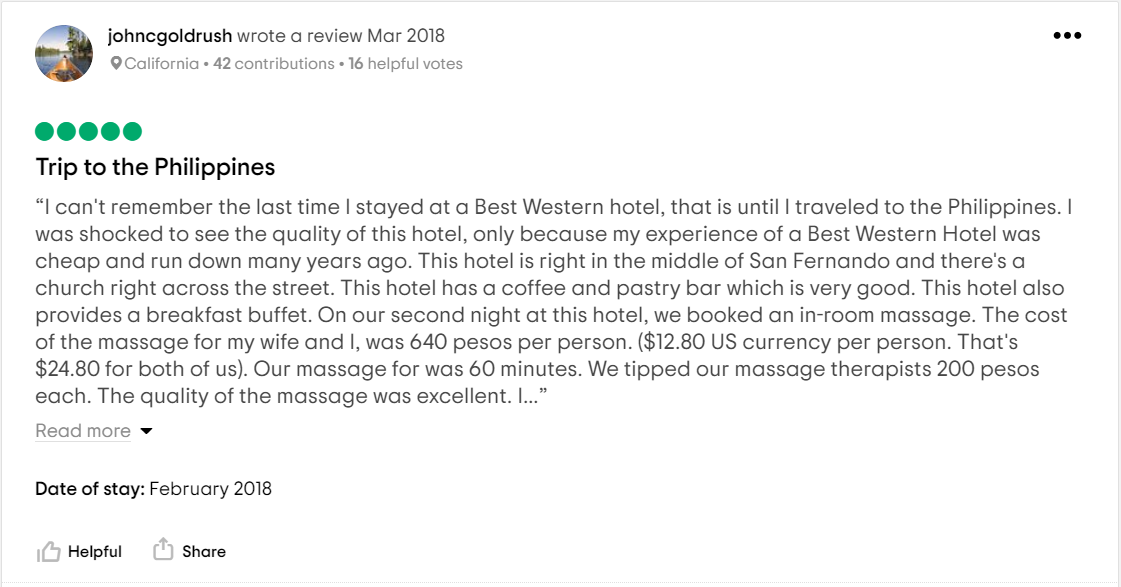 johncgoldrush wrote a review Mar 2018
California • 42 contributions • 16 helpful votes
Trip to the Philippines
“I can't remember the last time I stayed at a Best Western hotel, that is until I traveled to the Philippines. I
was shocked to see the quality of this hotel, only because my experience of a Best Western Hotel was
cheap and run down many years ago. This hotel is right in the middle of San Fernando and there's a
church right across the street. This hotel has a coffee and pastry bar which is very good. This hotel also
provides a breakfast buffet. On our second night at this hotel, we booked an in-room massage. The cost
of the massage for my wife and I, was 640 pesos per person. ($12.80 US currency per person. That's
$24.80 for both of us). Our massage for was 60 minutes. We tipped our massage therapists 200 pesos
each. The quality of the massage was excellent. I...”
Read more
Date of stay: February 2018
Helpful Share